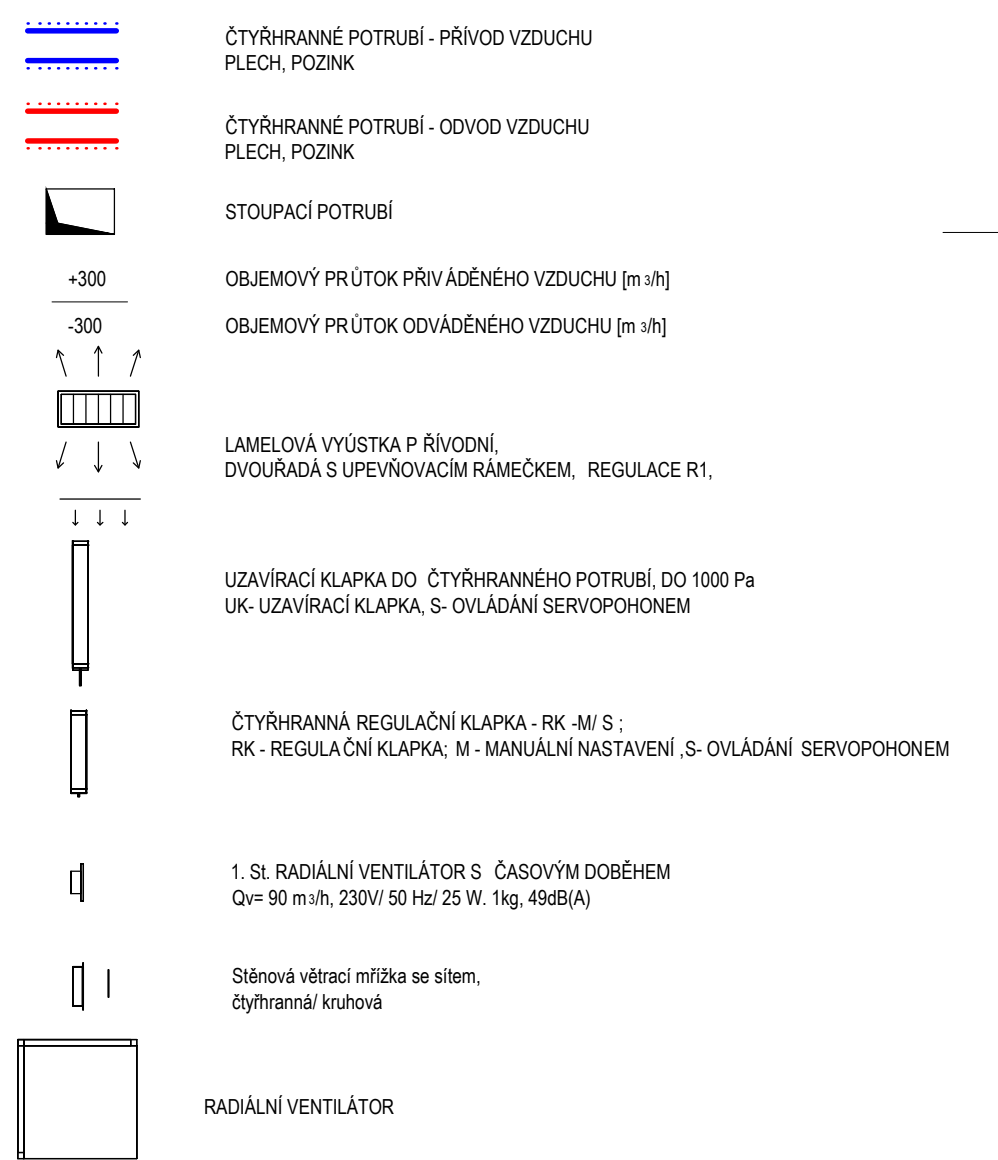 ČTYŘHRANNÉ POTRUBÍ - PŘÍVOD VZDUCHU
PLECH, POZINK
ČTYŘHRANNÉ POTRUBÍ - ODVOD VZDUCHU
PLECH, POZINK
STOUPACÍ POTRUBÍ
+300 OBJEMOVÝ PRŮTOK PŘIVÁDĚNÉHO VZDUCHU [m3/h]
-300 OBJEMOVÝ PRŮTOK ODVÁDĚNÉHO VZDUCHU [m3/h]
LAMELOVÁ VYÚSTKA PŘÍVODNÍ,
DVOUŘADÁ S UPEVŇOVACÍM RÁMEČKEM, REGULACE R1,
UZAVÍRACÍ KLAPKA DO ČTYŘHRANNÉHO POTRUBÍ, DO 1000 Pa
UK- UZAVÍRACÍ KLAPKA, S- OVLÁDÁNÍ SERVOPOHONEM
ČTYŘHRANNÁ REGULAČNÍ KLAPKA - RK -M/ S ;
RK - REGULAČNÍ KLAPKA; M - MANUÁLNÍ NASTAVENÍ ,S- OVLÁDÁNÍ SERVOPOHONEM
1. St. RADIÁLNÍ VENTILÁTOR S ČASOVÝM DOBĚHEM
Qv= 90 m3/h, 230V/ 50 Hz/ 25 W. 1kg, 49dB(A)
Stěnová větrací mřížka se sítem,
čtyřhranná/ kruhová
RADIÁLNÍ VENTILÁTOR